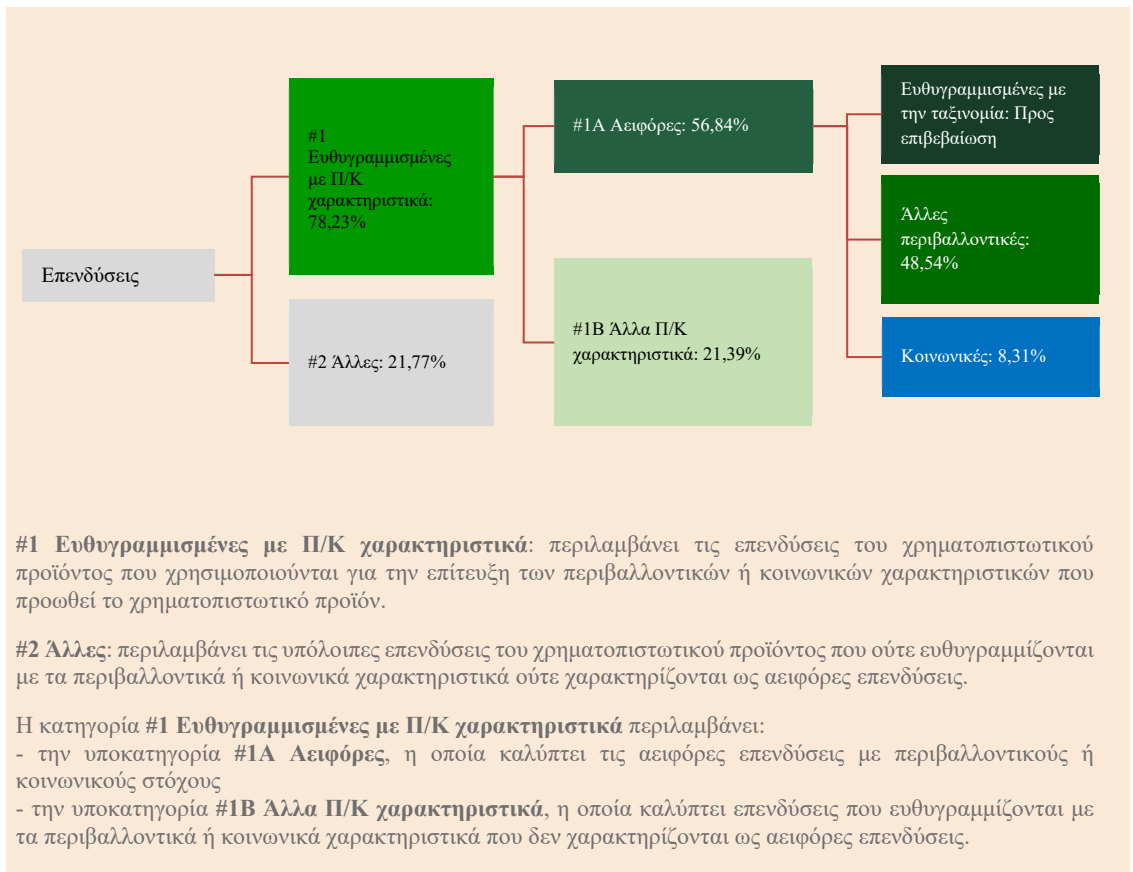 Επενδύσεις
#1
Ευθυγραμμισμένες
με Π/Κ
χαρακτηριστικά:
78,23%
#2 Άλλες: 21,77%
#1Α Αειφόρες: 56,84%
#1Β Άλλα Π/Κ
χαρακτηριστικά: 21,39%
Ευθυγραμμισμένες με
την ταξινομία: Προς
επιβεβαίωση
Άλλες
περιβαλλοντικές:
48,54%
Κοινωνικές: 8,31%
#1 Ευθυγραμμισμένες με Π/Κ χαρακτηριστικά: περιλαμβάνει τις επενδύσεις του χρηματοπιστωτικού
προϊόντος που χρησιμοποιούνται για την επίτευξη των περιβαλλοντικών ή κοινωνικών χαρακτηριστικών που
προωθεί το χρηματοπιστωτικό προϊόν.
#2 Άλλες: περιλαμβάνει τις υπόλοιπες επενδύσεις του χρηματοπιστωτικού προϊόντος που ούτε ευθυγραμμίζονται
με τα περιβαλλοντικά ή κοινωνικά χαρακτηριστικά ούτε χαρακτηρίζονται ως αειφόρες επενδύσεις.
Η κατηγορία #1 Ευθυγραμμισμένες με Π/Κ χαρακτηριστικά περιλαμβάνει:
- την υποκατηγορία #1Α Αειφόρες, η οποία καλύπτει τις αειφόρες επενδύσεις με περιβαλλοντικούς ή
κοινωνικούς στόχους
- την υποκατηγορία #1Β Άλλα Π/Κ χαρακτηριστικά, η οποία καλύπτει επενδύσεις που ευθυγραμμίζονται με
τα περιβαλλοντικά ή κοινωνικά χαρακτηριστικά που δεν χαρακτηρίζονται ως αειφόρες επενδύσεις.